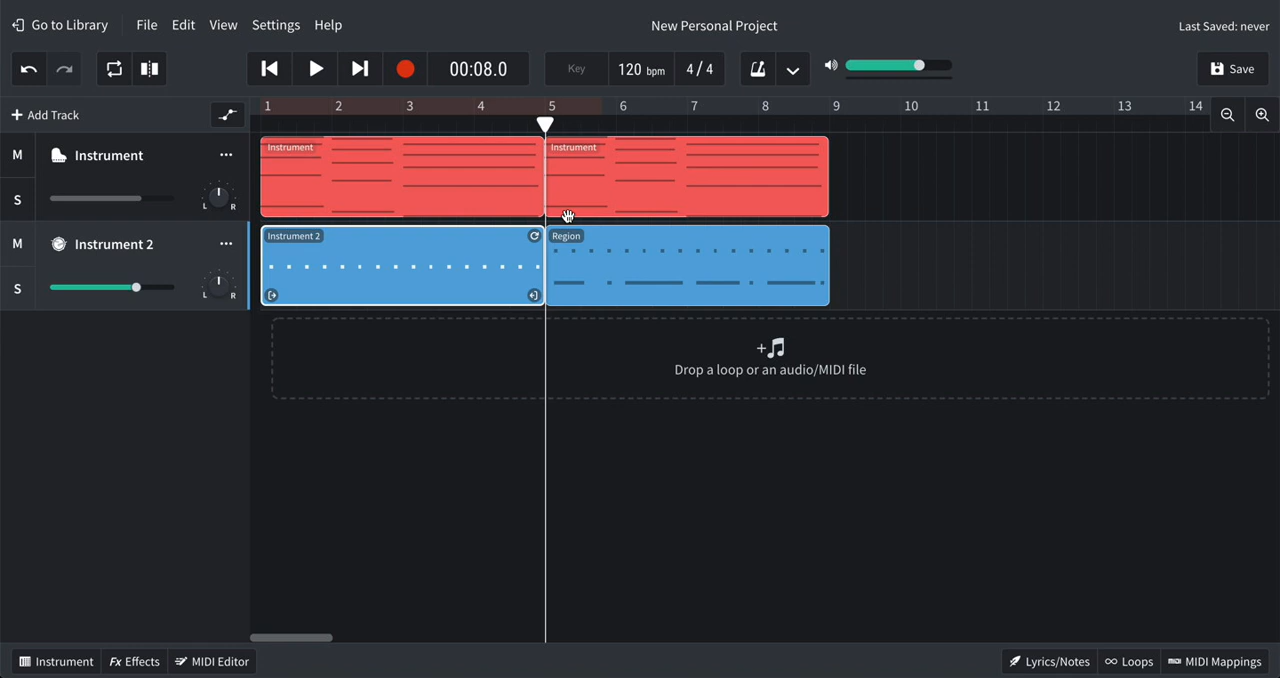 Go to Library File Edit View Settings Help New Personal Project Last Saved: never
00:08.0 Key 120 bpm 4 / 4 Save
+ Add Track 1 2 3 4 5 6 7 8 9 10 11 12 13 14
M Instrument ... Instrument Instrument
S L R
M Instrument 2 ... Instrument 2 Region
S L R
Drop a loop or an audio/MIDI file
Instrument Fx Effects MIDI Editor Lyrics/Notes Loops MIDI Mappings